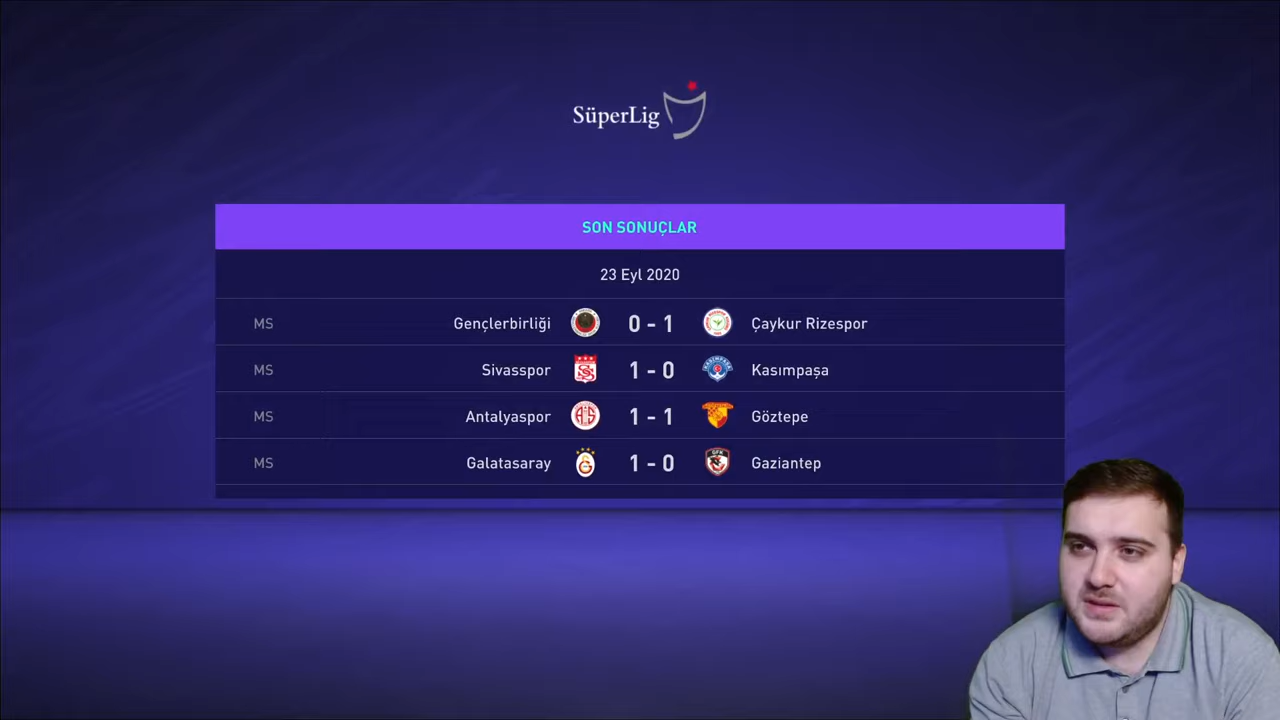 SüperLig
SON SONUÇLAR
23 Eyl 2020
MS Gençlerbirliği 0 - 1 Çaykur Rizespor
MS Sivasspor 1 - 0 Kasımpaşa
MS Antalyaspor 1 - 1 Göztepe
MS Galatasaray 1 - 0 Gaziantep